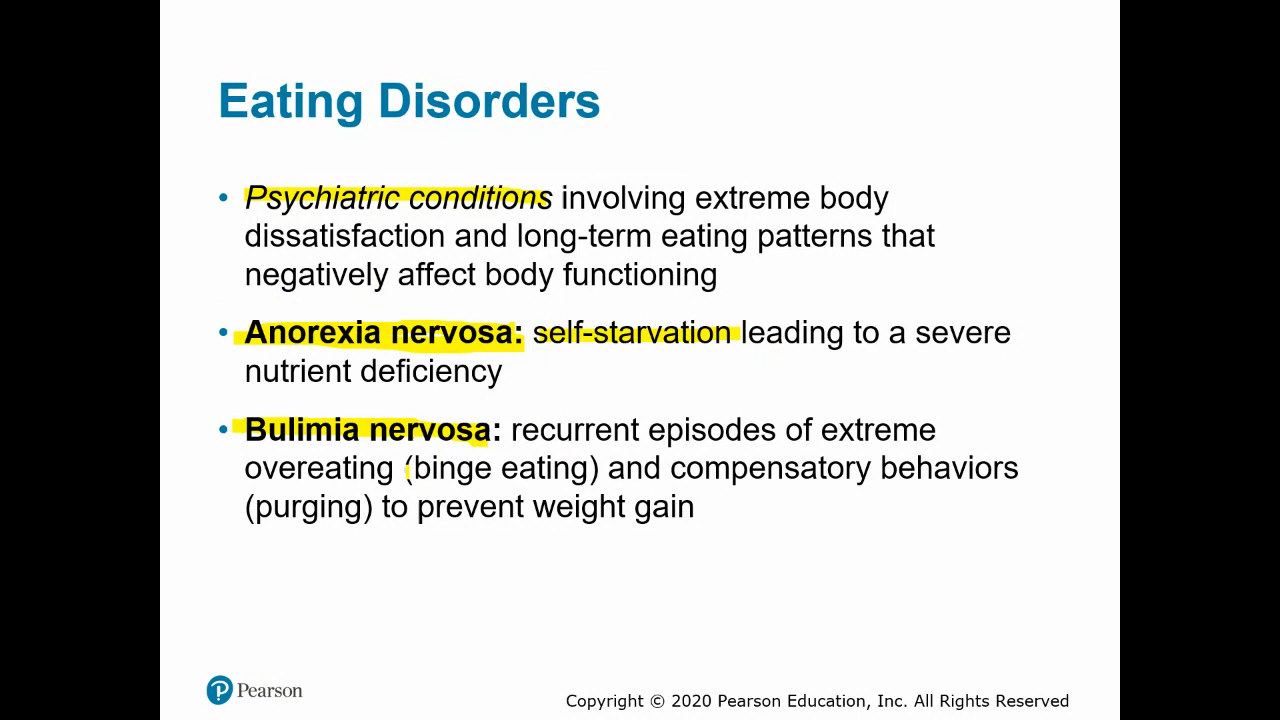 Eating Disorders
• Psychiatric conditions involving extreme body
dissatisfaction and long-term eating patterns that
negatively affect body functioning
• Anorexia nervosa: self-starvation leading to a severe
nutrient deficiency
• Bulimia nervosa: recurrent episodes of extreme
overeating (binge eating) and compensatory behaviors
(purging) to prevent weight gain
P Pearson
Copyright © 2020 Pearson Education, Inc. All Rights Reserved